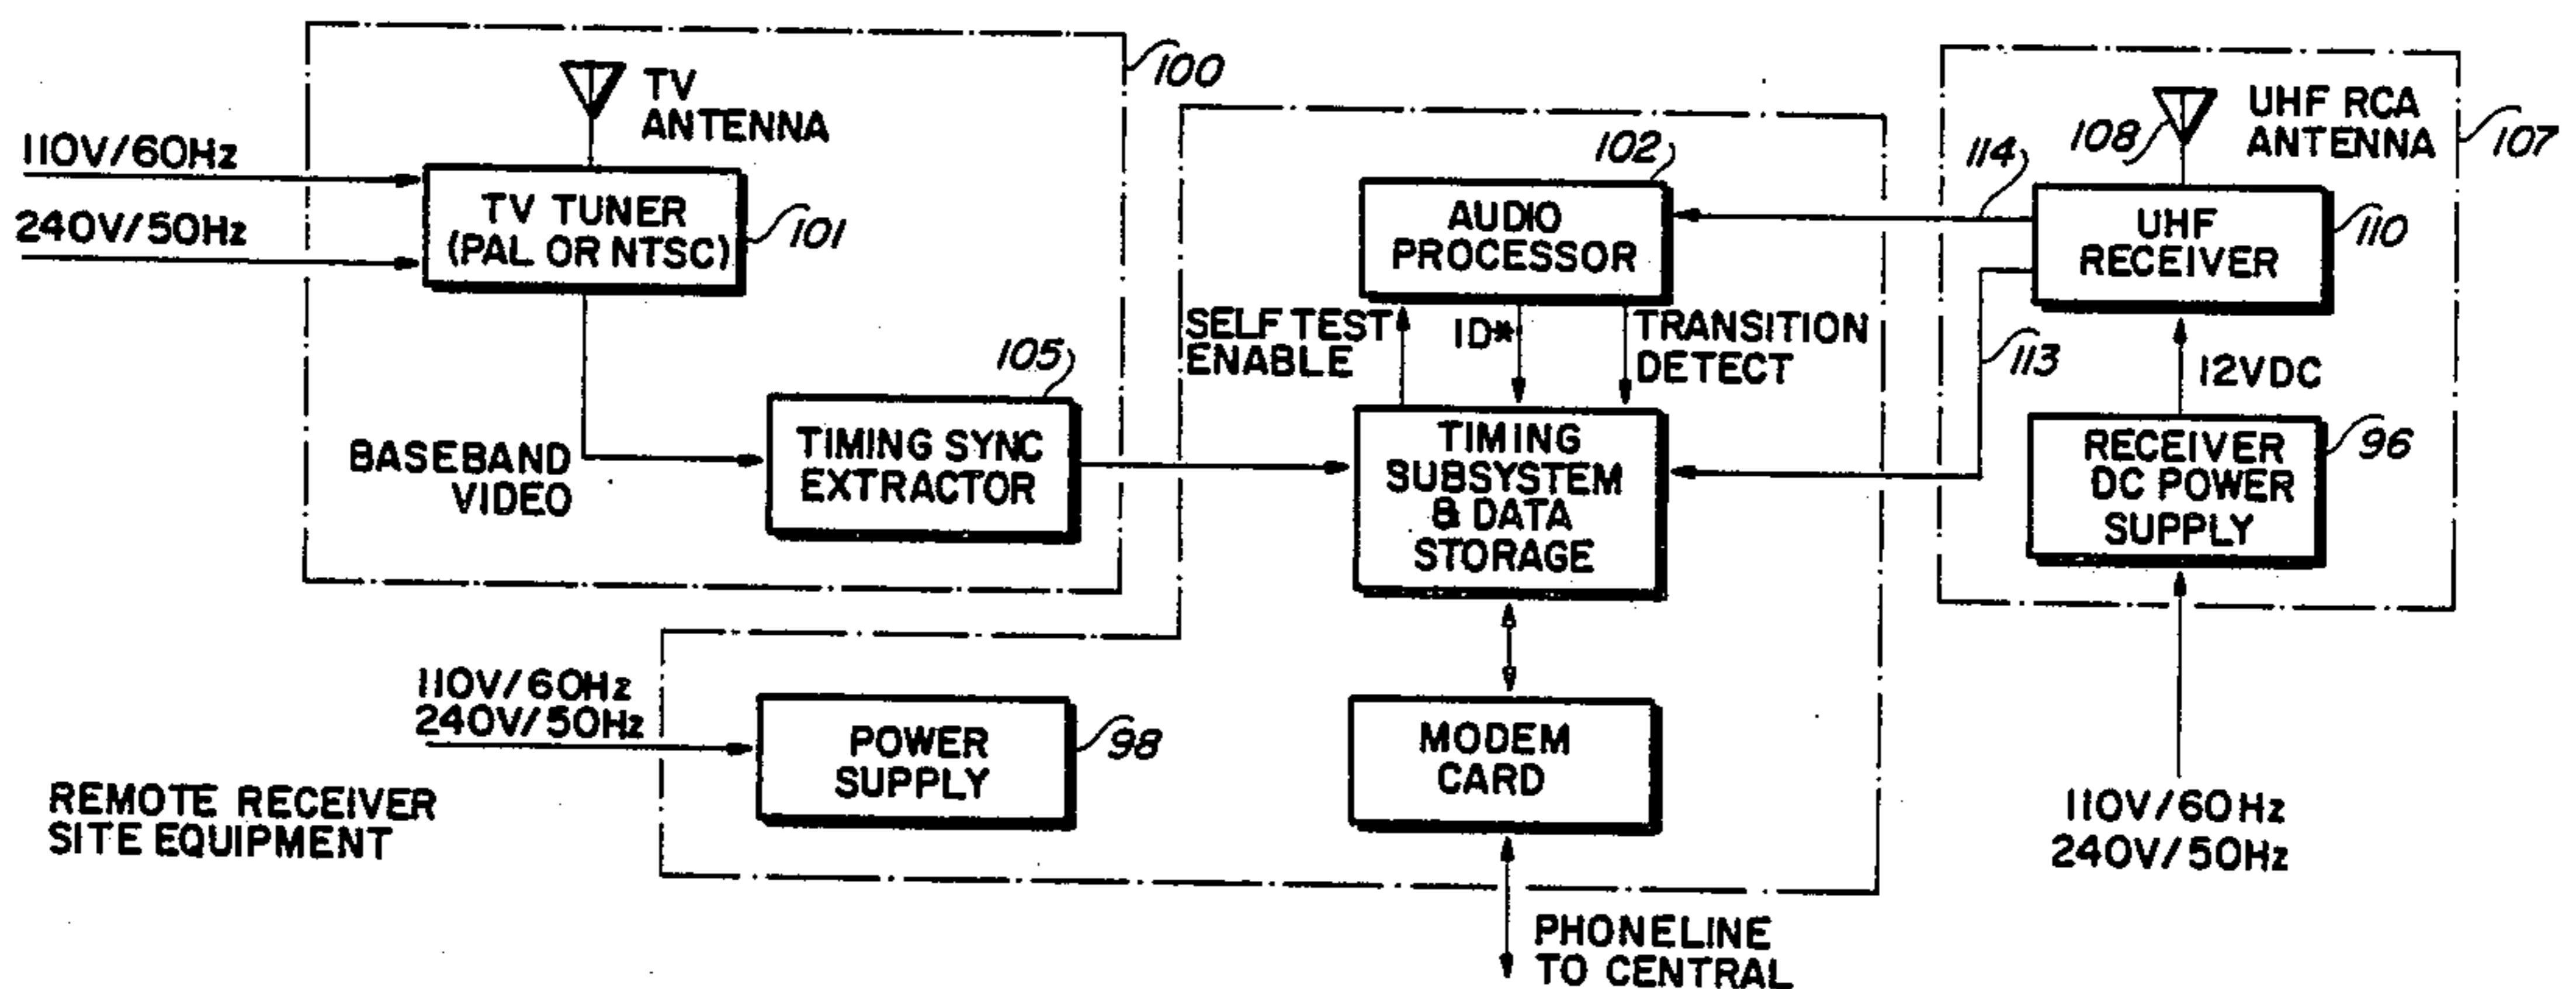 100
TV
ANTENNA
110V/60Hz
240V/50Hz
TV TUNER
(PAL OR NTSC)
101
BASEBAND
VIDEO
105
TIMING SYNC
EXTRACTOR
102
AUDIO
PROCESSOR
SELF TEST
ENABLE
ID*
TRANSITION
DETECT
TIMING
SUBSYSTEM
& DATA
STORAGE
114
113
108
UHF RCA
ANTENNA
107
UHF
RECEIVER
110
12VDC
RECEIVER
DC POWER
SUPPLY
96
110V/60Hz
240V/50Hz
110V/60Hz
240V/50Hz
POWER
SUPPLY
98
MODEM
CARD
PHONELINE
TO CENTRAL
REMOTE RECEIVER
SITE EQUIPMENT